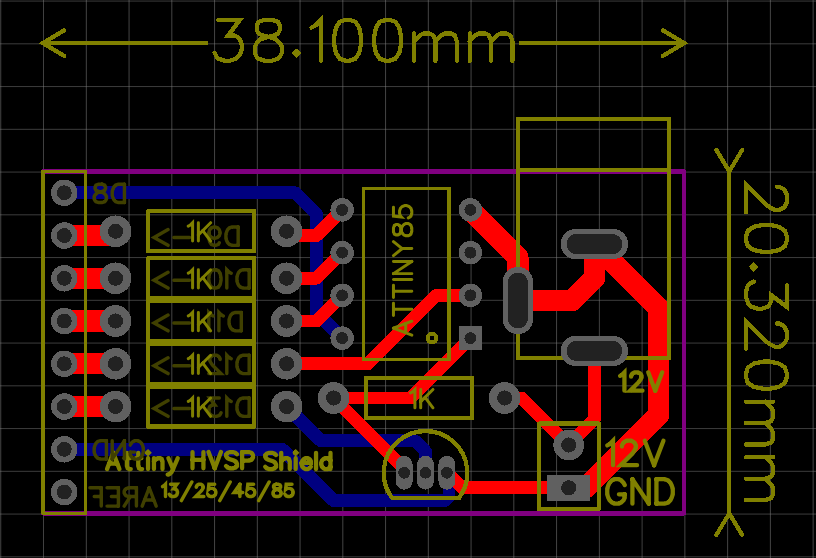 38.100mm
20.320mm
D8
<- 1K D9
<- 1K D10
<- 1K D11
<- 1K D12
<- 1K D13
ATTINY85
1K
12V
GND
Attiny HVSP Shield
13/25/45/85
AREF
12V
GND